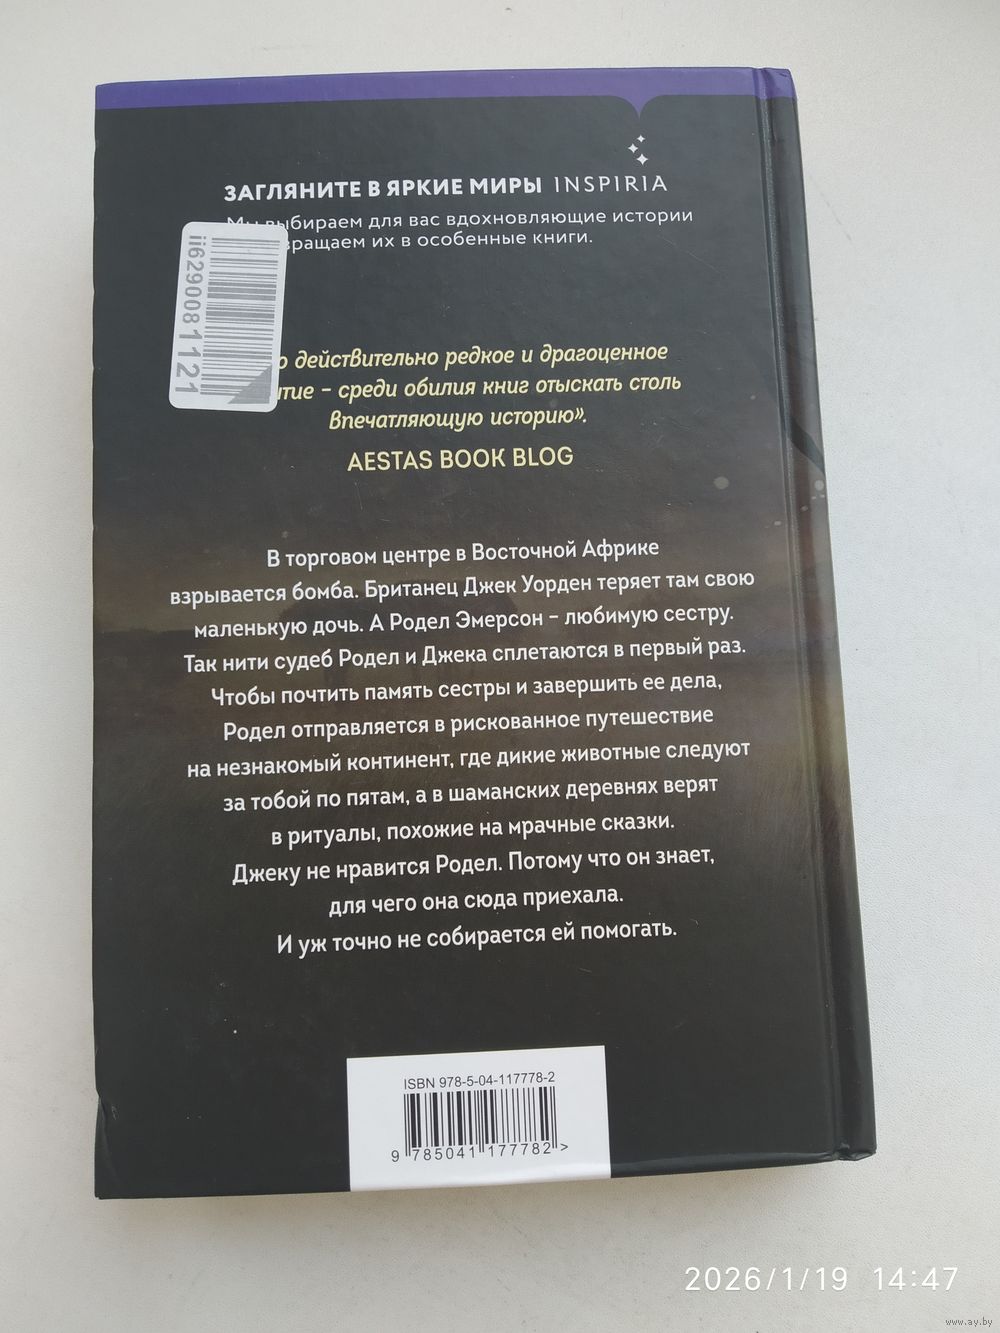 ЗАГЛЯНИТЕ В ЯРКИЕ МИРЫ INSPIRIA
Мы выбираем для вас вдохновляющие истории
их в особенные книги.
ii629008 1121
действительно редкое и драгоценное
– среди обилия книг отыскать столь
впечатляющую историю».
AESTAS BOOK BLOG
В торговом центре в Восточной Африке
взрывается бомба. Британец Джек Уорден теряет там свою
маленькую дочь. А Родел Эмерсон – любимую сестру.
Так нити судеб Родел и Джека сплетаются в первый раз.
Чтобы почтить память сестры и завершить ее дела,
Родел отправляется в рискованное путешествие
на незнакомый континент, где дикие животные следуют
за тобой по пятам, а в шаманских деревнях верят
в ритуалы, похожие на мрачные сказки.
Джеку не нравится Родел. Потому что он знает,
для чего она сюда приехала.
И уж точно не собирается ей помогать.
ISBN 978-5-04-117778-2
9 785041 177782 >
2026/1/19 14:47
www.ay.by